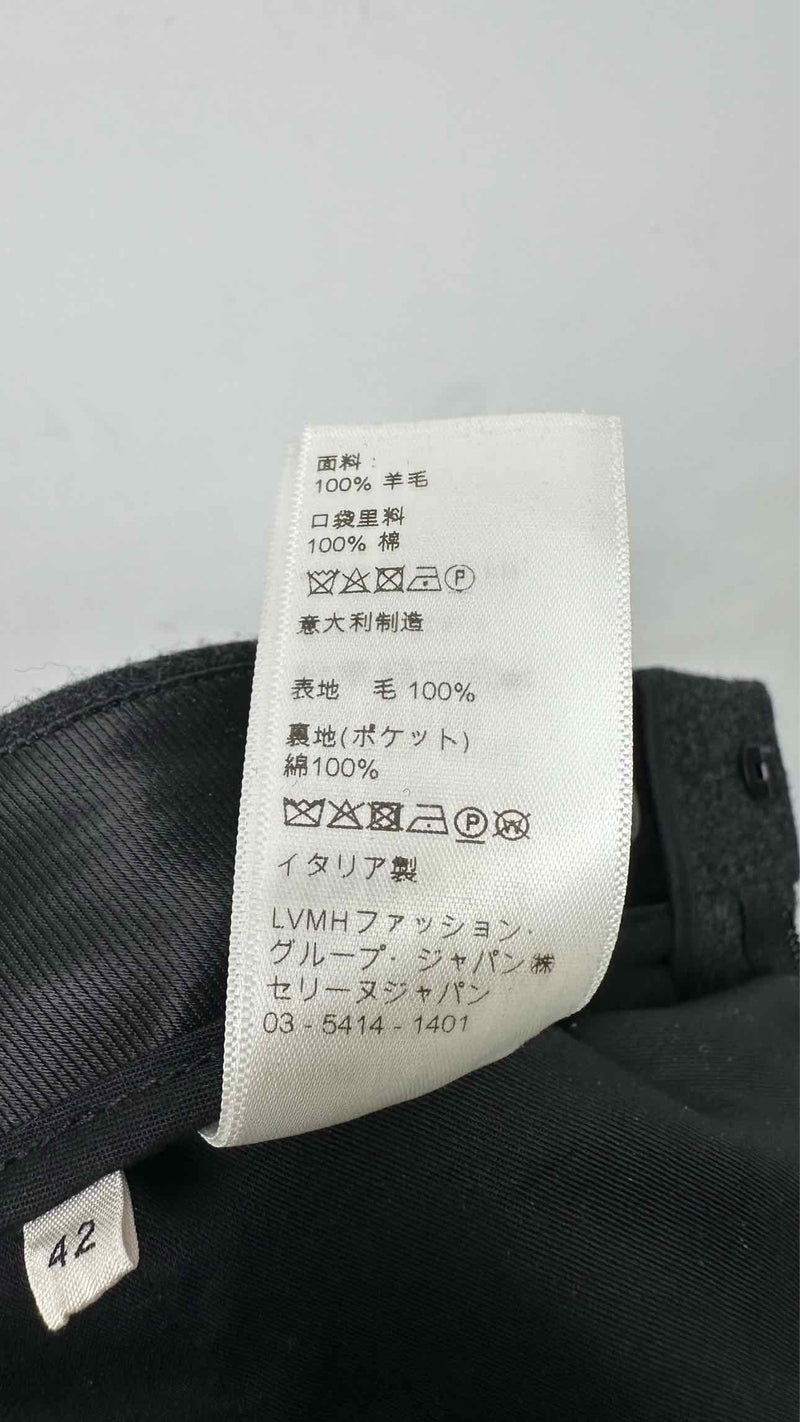 面料:
100% 羊毛
口袋里料
100% 棉
意大利制造
表地 毛 100%
裏地(ポケット)
綿100%
イタリア製
LVMHファッション・
グループ・ジャパン㈱
セリーヌジャパン
03 - 5414 - 1401
42